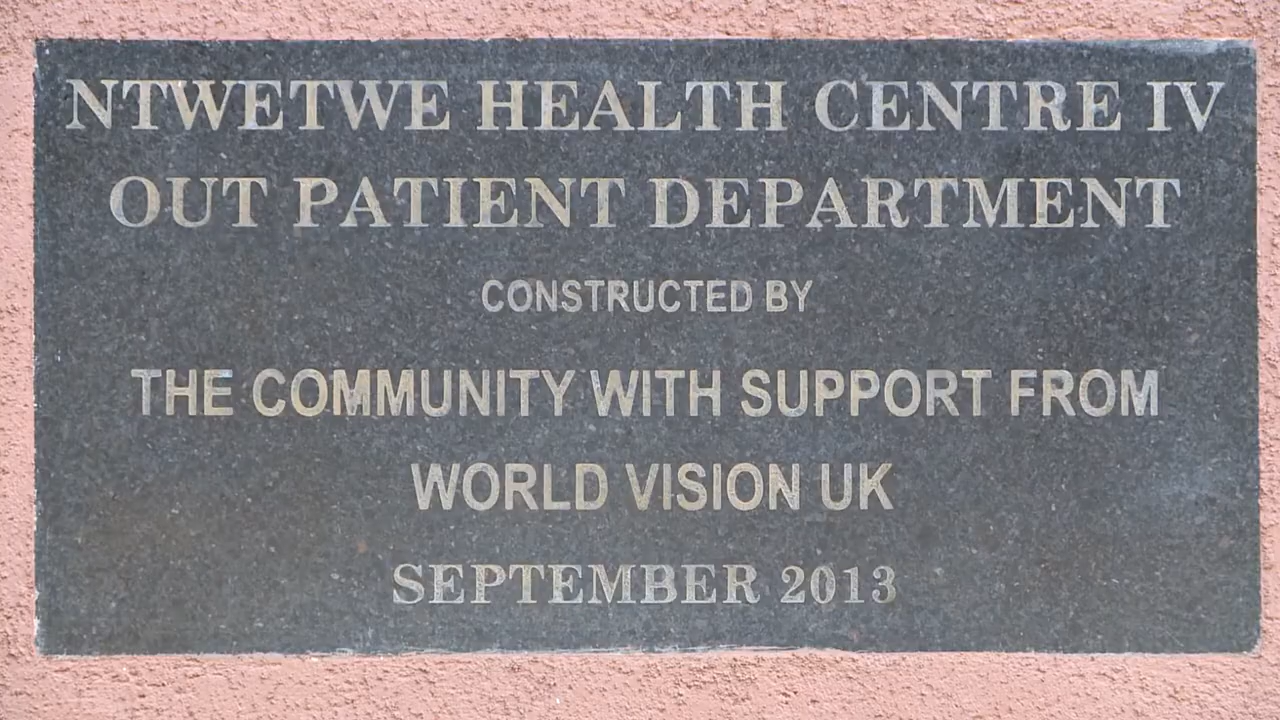 NTWETWE HEALTH CENTRE IV
OUT PATIENT DEPARTMENT
CONSTRUCTED BY
THE COMMUNITY WITH SUPPORT FROM
WORLD VISION UK
SEPTEMBER 2013